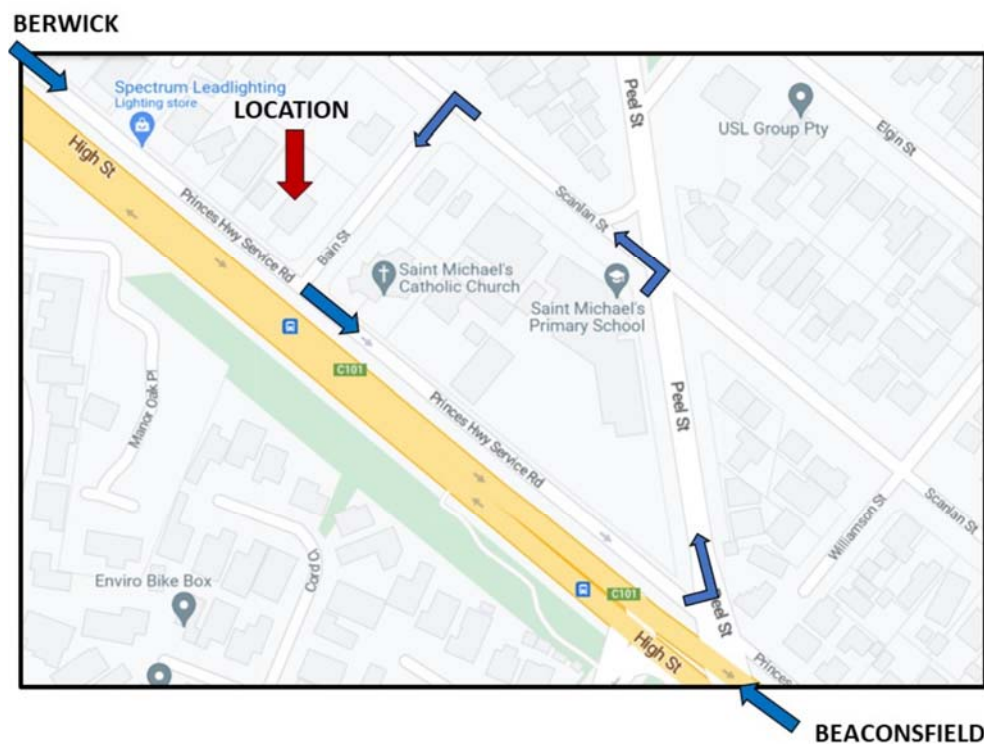 BERWICK
Spectrum Leadlighting
Lighting store
LOCATION
High St
Princes Hwy Service Rd
Bain St
Peel St
USL Group Pty
Elgin St
Scanlan St
Saint Michael's
Catholic Church
Saint Michael's
Primary School
C101
Manor Oak Pl
Peel St
Princes Hwy Service Rd
Williamson St
Scanlan St
Enviro Bike Box
C101
Peel St
High St
BEACONSFIELD